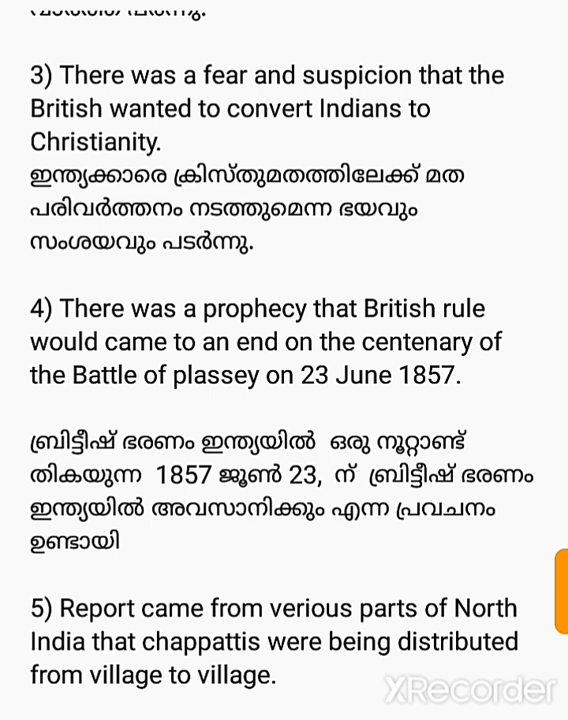 3) There was a fear and suspicion that the
British wanted to convert Indians to
Christianity.
ഇന്ത്യക്കാരെ ക്രിസ്തുമതത്തിലേക്ക് മത
പരിവർത്തനം നടത്തുമെന്ന ഭയവും
സംശയവും പടർന്നു.
4) There was a prophecy that British rule
would came to an end on the centenary of
the Battle of plassey on 23 June 1857.
ബ്രിട്ടീഷ് ഭരണം ഇന്ത്യയിൽ ഒരു നൂറ്റാണ്ട്
തികയുന്ന 1857 ജൂൺ 23, ന് ബ്രിട്ടീഷ് ഭരണം
ഇന്ത്യയിൽ അവസാനിക്കും എന്ന പ്രവചനം
ഉണ്ടായി
5) Report came from verious parts of North
India that chappattis were being distributed
from village to village.
XRecorder